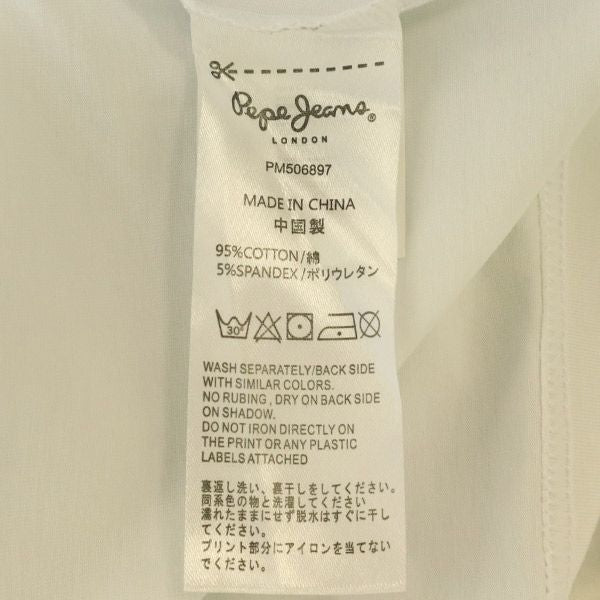 Pepe Jeans®
LONDON
PM506897
MADE IN CHINA
中国製
95%COTTON/綿
5%SPANDEX/ポリウレタン
30°
WASH SEPARATELY/BACK SIDE
WITH SIMILAR COLORS.
NO RUBING , DRY ON BACK SIDE
ON SHADOW.
DO NOT IRON DIRECTLY ON
THE PRINT OR ANY PLASTIC
LABELS ATTACHED
裏返し洗い、裏干しをしてください。
同系色の物と洗濯してください
濡れたままにせず脱水はすぐに干し
てください。
プリント部分にアイロンを当てない
でください。